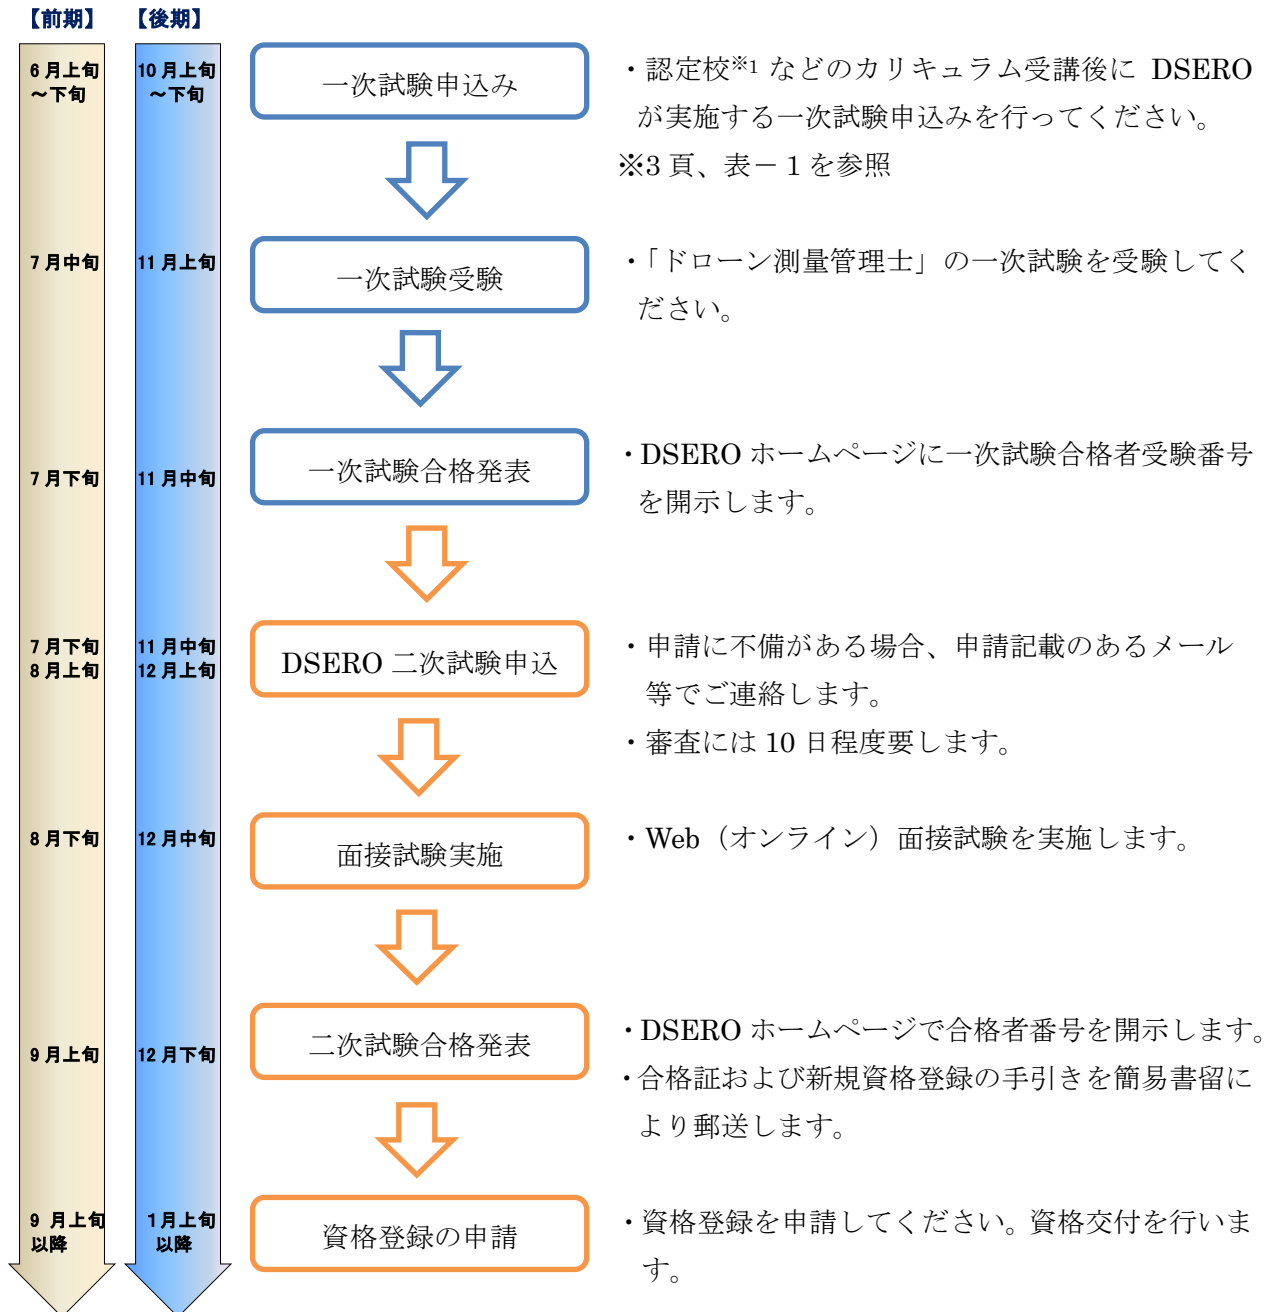 【前期】 【後期】
6月上旬
～下旬
10月上旬
～下旬
一次試験申込み
・認定校※1 などのカリキュラム受講後に DSERO
が実施する一次試験申込みを行ってください。
※3 頁、表－１を参照
7月中旬
11月上旬
一次試験受験
・「ドローン測量管理士」の一次試験を受験してく
ださい。
7月下旬
11月中旬
一次試験合格発表
・DSERO ホームページに一次試験合格者受験番号
を開示します。
7月下旬
8月上旬
11月中旬
12月上旬
DSERO 二次試験申込
・申請に不備がある場合、申請記載のあるメール
等でご連絡します。
・審査には 10 日程度要します。
8月下旬
12月中旬
面接試験実施
・Web（オンライン）面接試験を実施します。
9月上旬
12月下旬
二次試験合格発表
・DSERO ホームページで合格者番号を開示します。
・合格証および新規資格登録の手引きを簡易書留に
より郵送します。
9 月上旬
以降
1月上旬
以降
資格登録の申請
・資格登録を申請してください。資格交付を行いま
す。